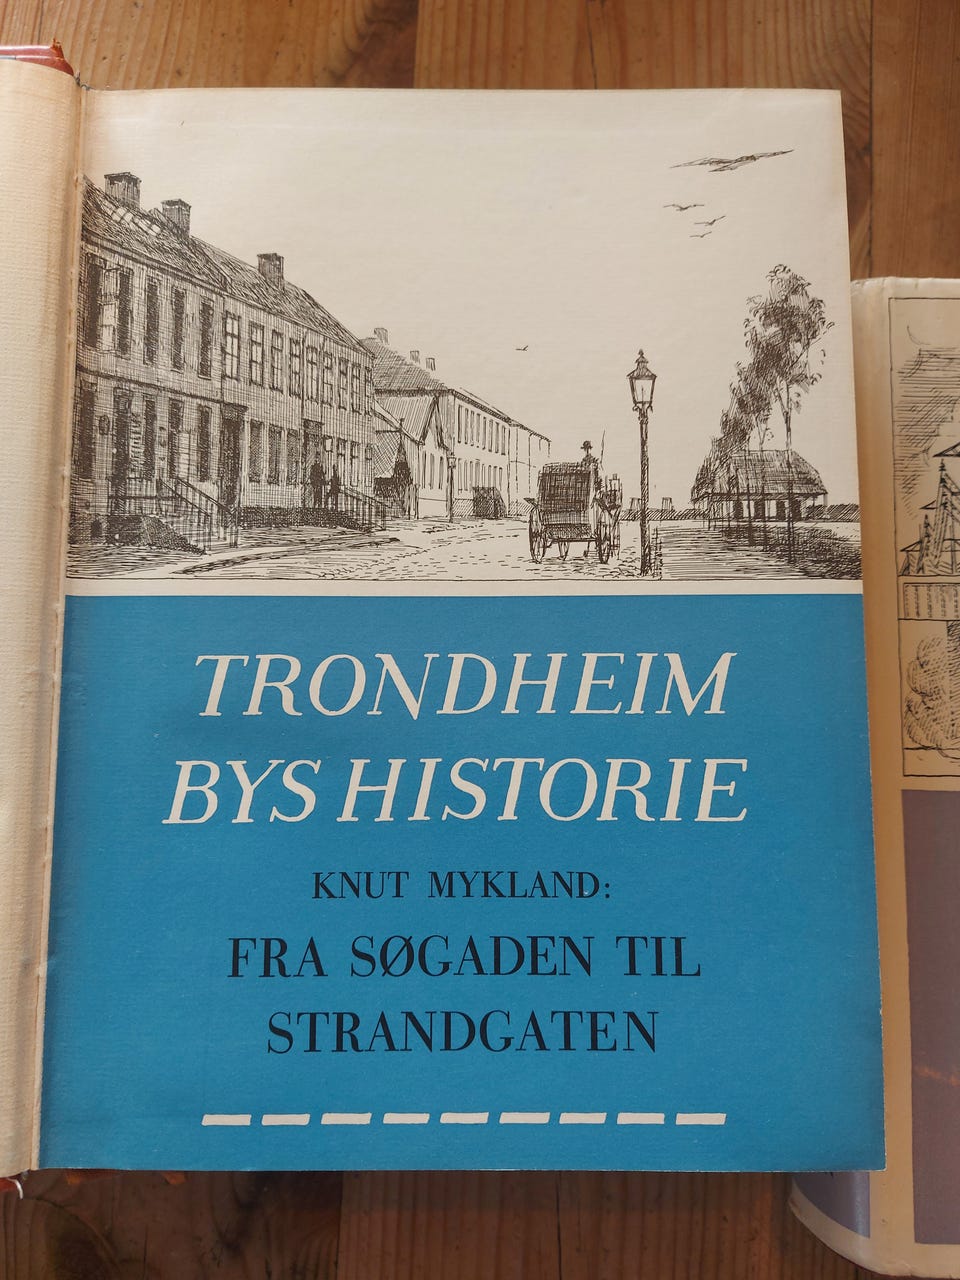 TRONDHEIM
BYS HISTORIE
KNUT MYKLAND:
FRA SØGADEN TIL
STRANDGATEN